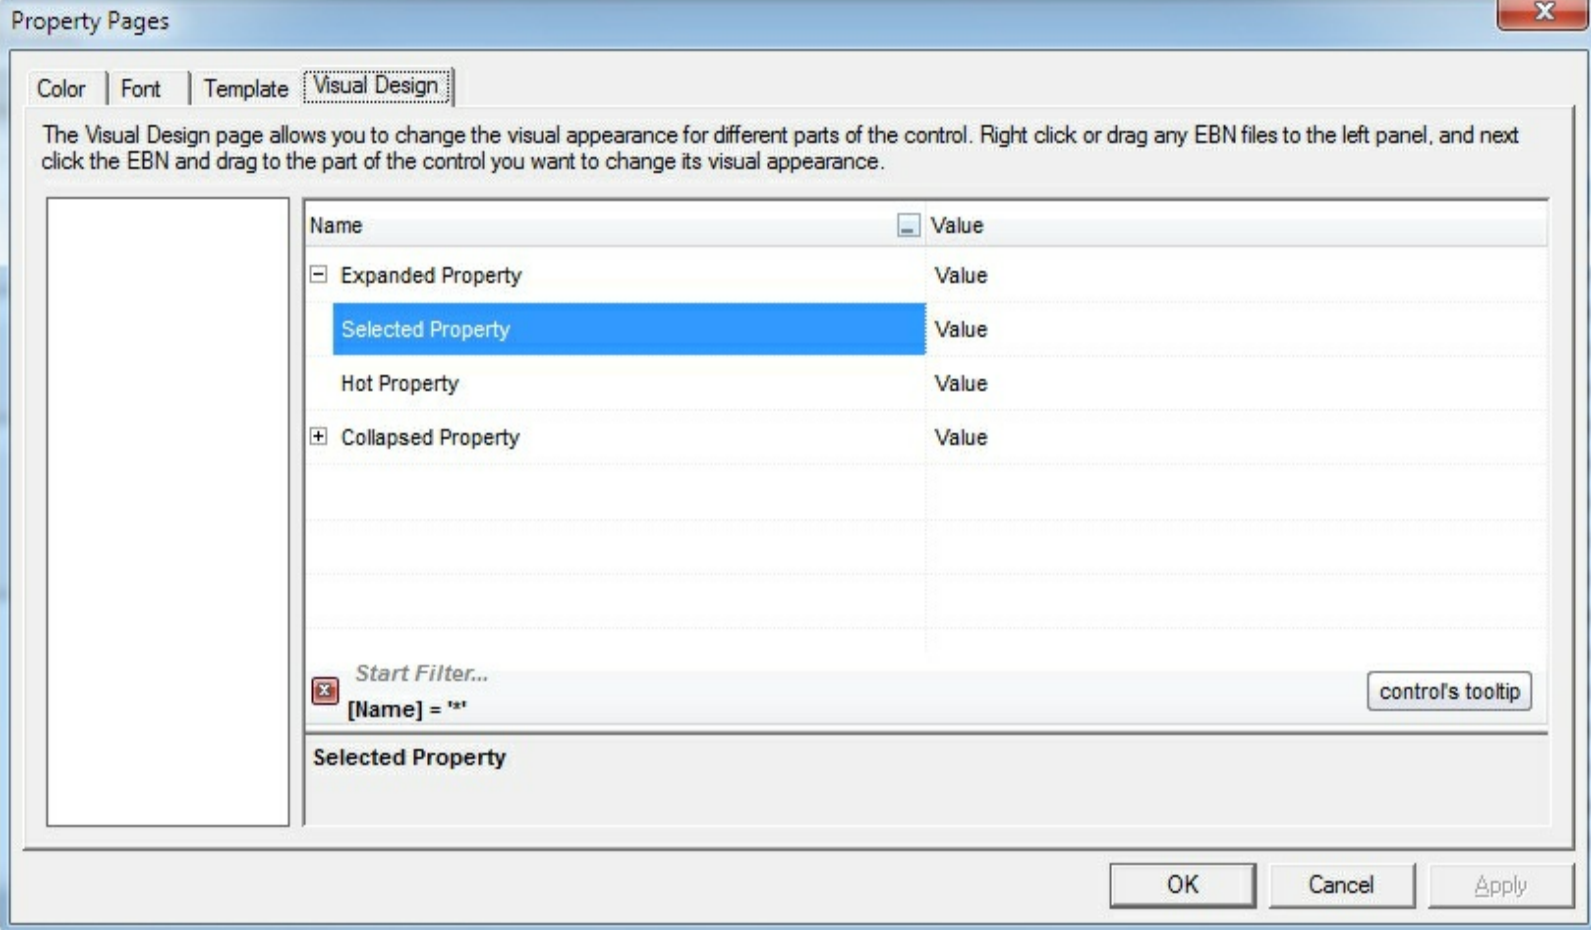 Property Pages
Color Font Template Visual Design
The Visual Design page allows you to change the visual appearance for different parts of the control. Right click or drag any EBN files to the left panel, and next
click the EBN and drag to the part of the control you want to change its visual appearance.
Name Value
Expanded Property Value
Selected Property Value
Hot Property Value
Collapsed Property Value
Start Filter...
[Name] = '*'
control's tooltip
Selected Property
OK Cancel Apply